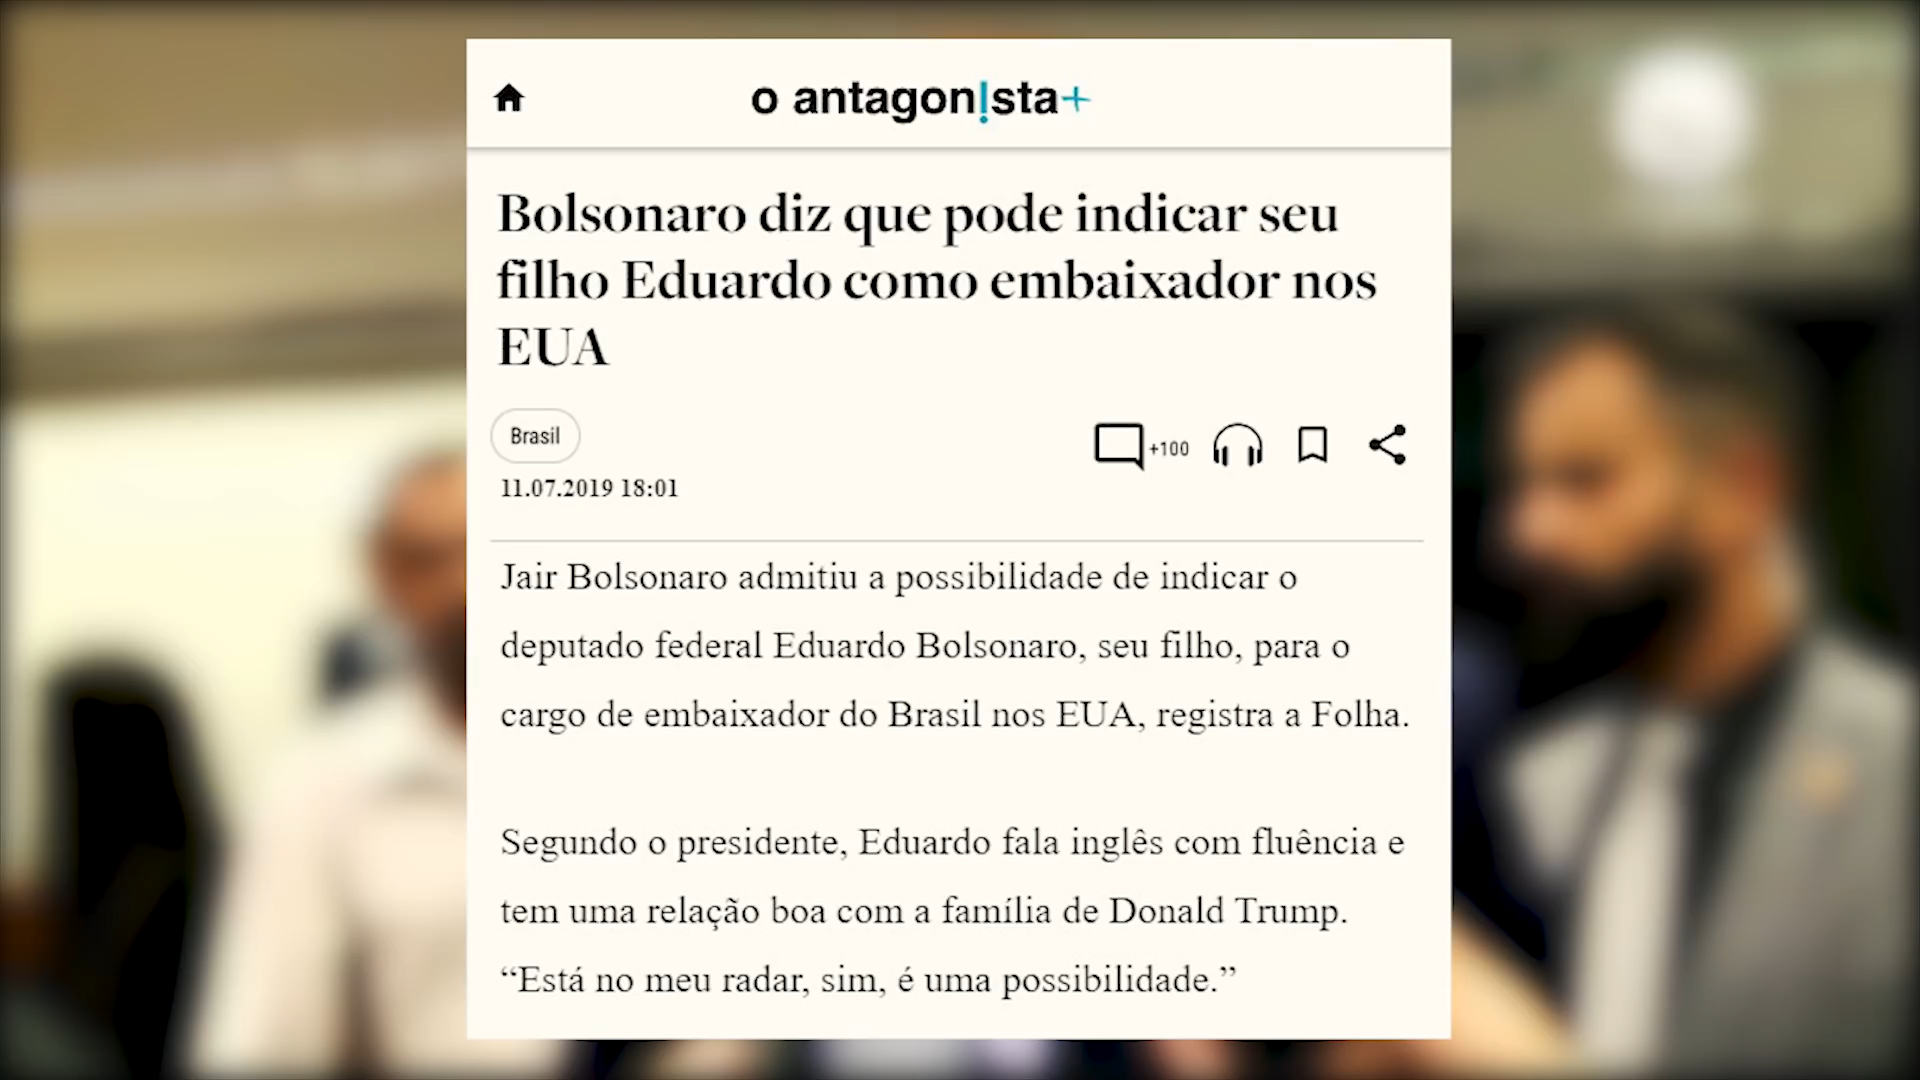 o antagon!sta+
Bolsonaro diz que pode indicar seu
filho Eduardo como embaixador nos
EUA
Brasil
+100
11.07.2019 18:01
Jair Bolsonaro admitiu a possibilidade de indicar o
deputado federal Eduardo Bolsonaro, seu filho, para o
cargo de embaixador do Brasil nos EUA, registra a Folha.
Segundo o presidente, Eduardo fala inglês com fluência e
tem uma relação boa com a família de Donald Trump.
“Está no meu radar, sim, é uma possibilidade.”